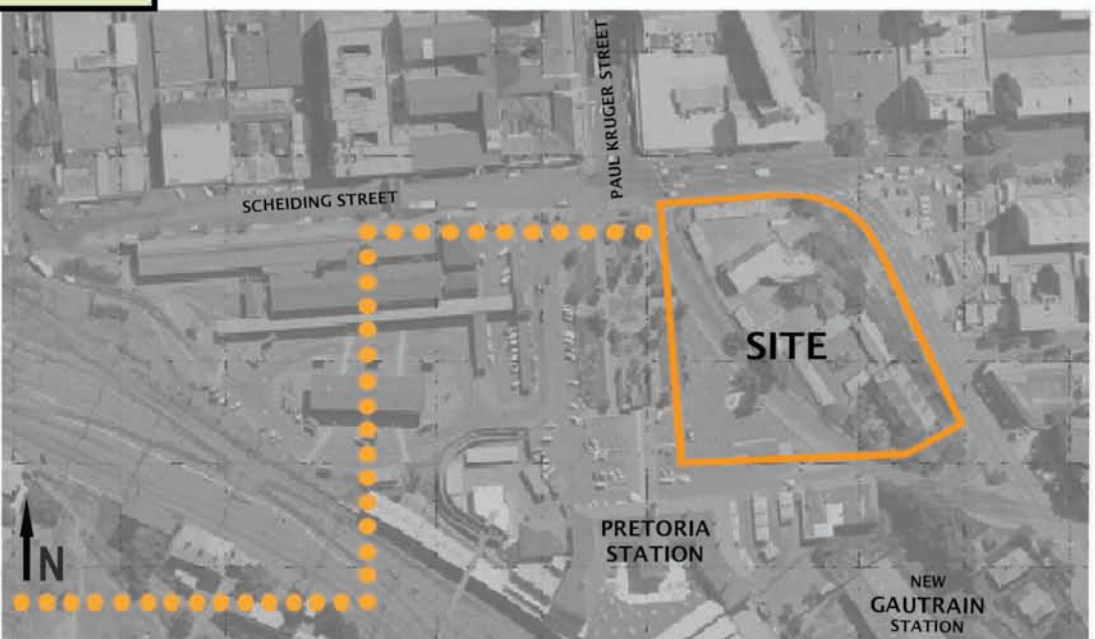 PAUL KRUGER STREET
SCHEIDING STREET
SITE
PRETORIA
STATION
N
NEW
GAUTRAIN
STATION